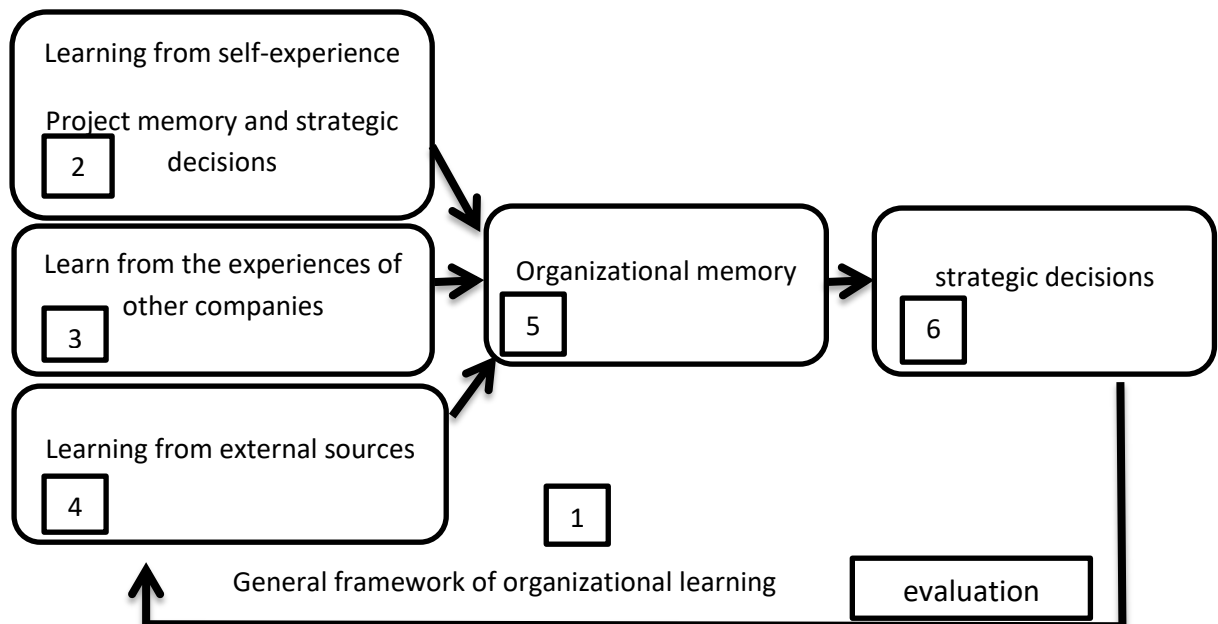 Learning from self-experience
Project memory and strategic
decisions
2
Learn from the experiences of
other companies
3
Learning from external sources
4
Organizational memory
5
strategic decisions
6
1
General framework of organizational learning
evaluation